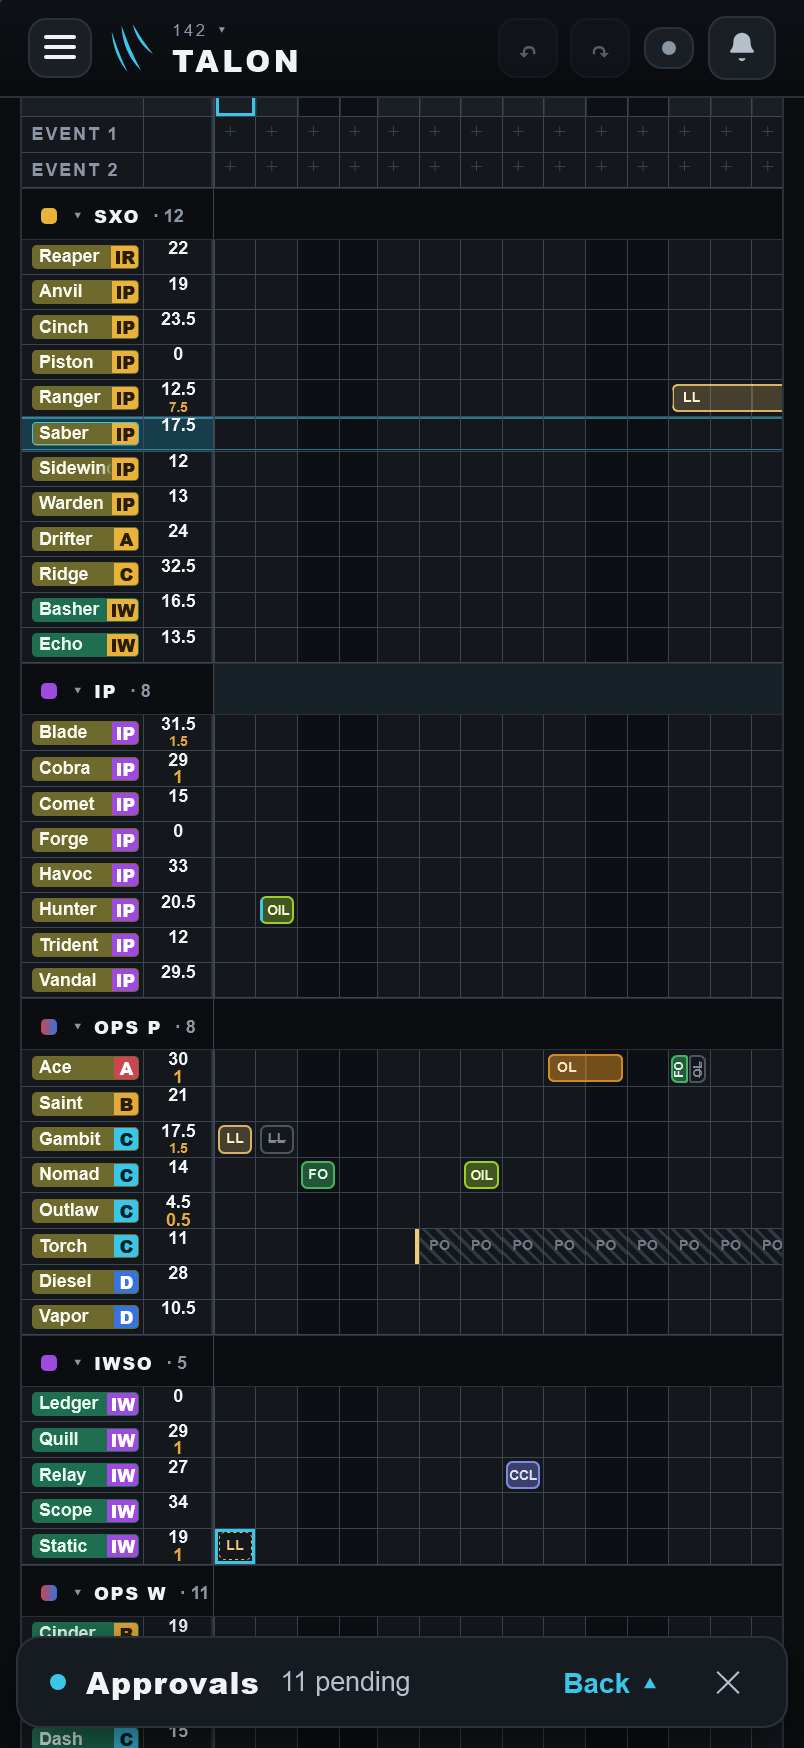 142 ▾
TALON
EVENT 1 + + + + + + + + + + + + + +
EVENT 2 + + + + + + + + + + + + + +
▾ SXO · 12
Reaper IR 22
Anvil IP 19
Cinch IP 23.5
Piston IP 0
Ranger IP 12.5 7.5 LL
Saber IP 17.5
Sidewin IP 12
Warden IP 13
Drifter A 24
Ridge C 32.5
Basher IW 16.5
Echo IW 13.5
▾ IP · 8
Blade IP 31.5 1.5
Cobra IP 29 1
Comet IP 15
Forge IP 0
Havoc IP 33
Hunter IP 20.5 OIL
Trident IP 12
Vandal IP 29.5
▾ OPS P · 8
Ace A 30 1 OL FO OL
Saint B 21
Gambit C 17.5 1.5 LL LL
Nomad C 14 FO OIL
Outlaw C 4.5 0.5
Torch C 11 PO PO PO PO PO PO PO PO PO
Diesel D 28
Vapor D 10.5
▾ IWSO · 5
Ledger IW 0
Quill IW 29 1
Relay IW 27 CCL
Scope IW 34
Static IW 19 1 LL
▾ OPS W · 11
Cinder B 19
Approvals 11 pending Back ▲
Dash C 15